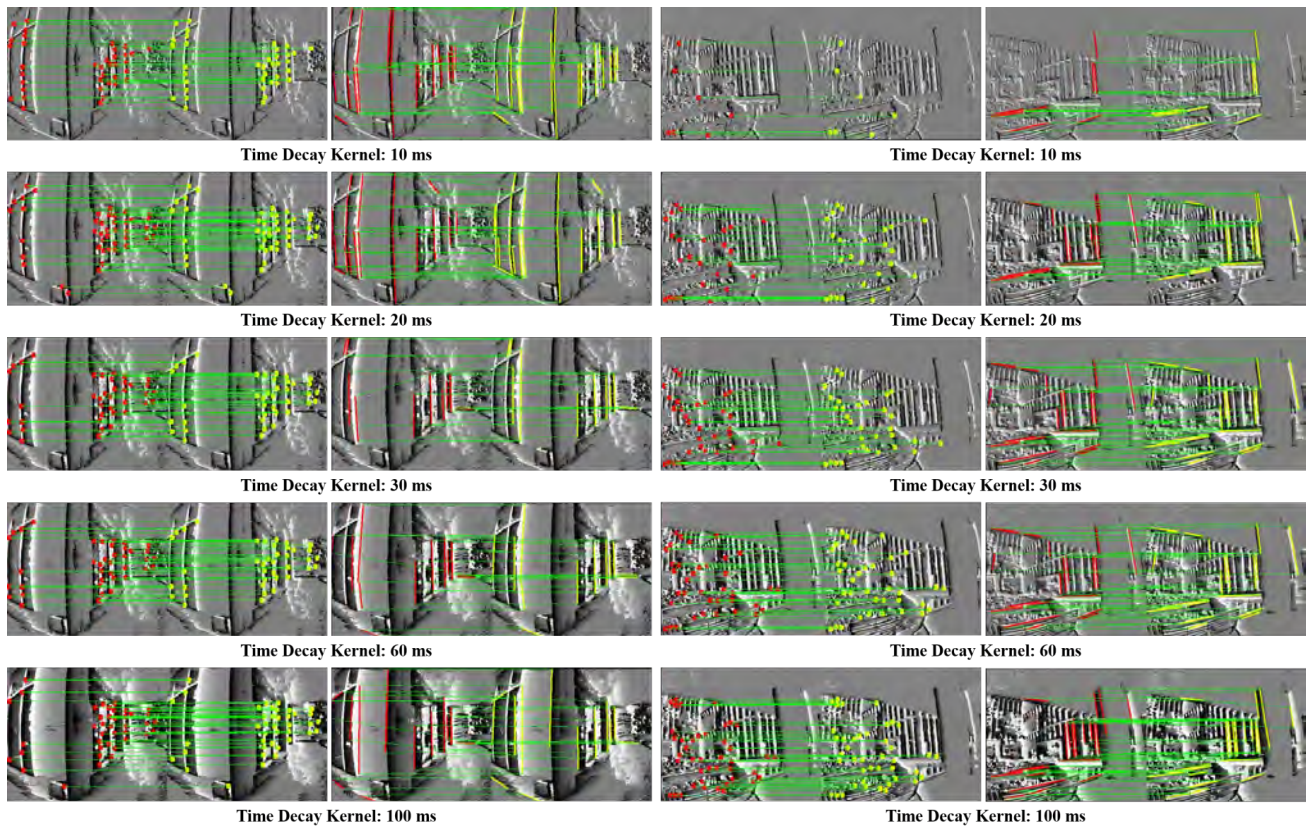 Time Decay Kernel: 10 ms
Time Decay Kernel: 10 ms
Time Decay Kernel: 20 ms
Time Decay Kernel: 20 ms
Time Decay Kernel: 30 ms
Time Decay Kernel: 30 ms
Time Decay Kernel: 60 ms
Time Decay Kernel: 60 ms
Time Decay Kernel: 100 ms
Time Decay Kernel: 100 ms